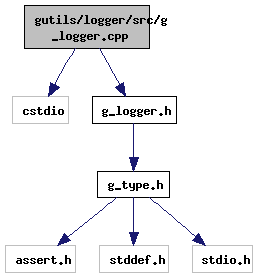 gutils/logger/src/g
_logger.cpp
cstdio
g_logger.h
g_type.h
assert.h
stddef.h
stdio.h